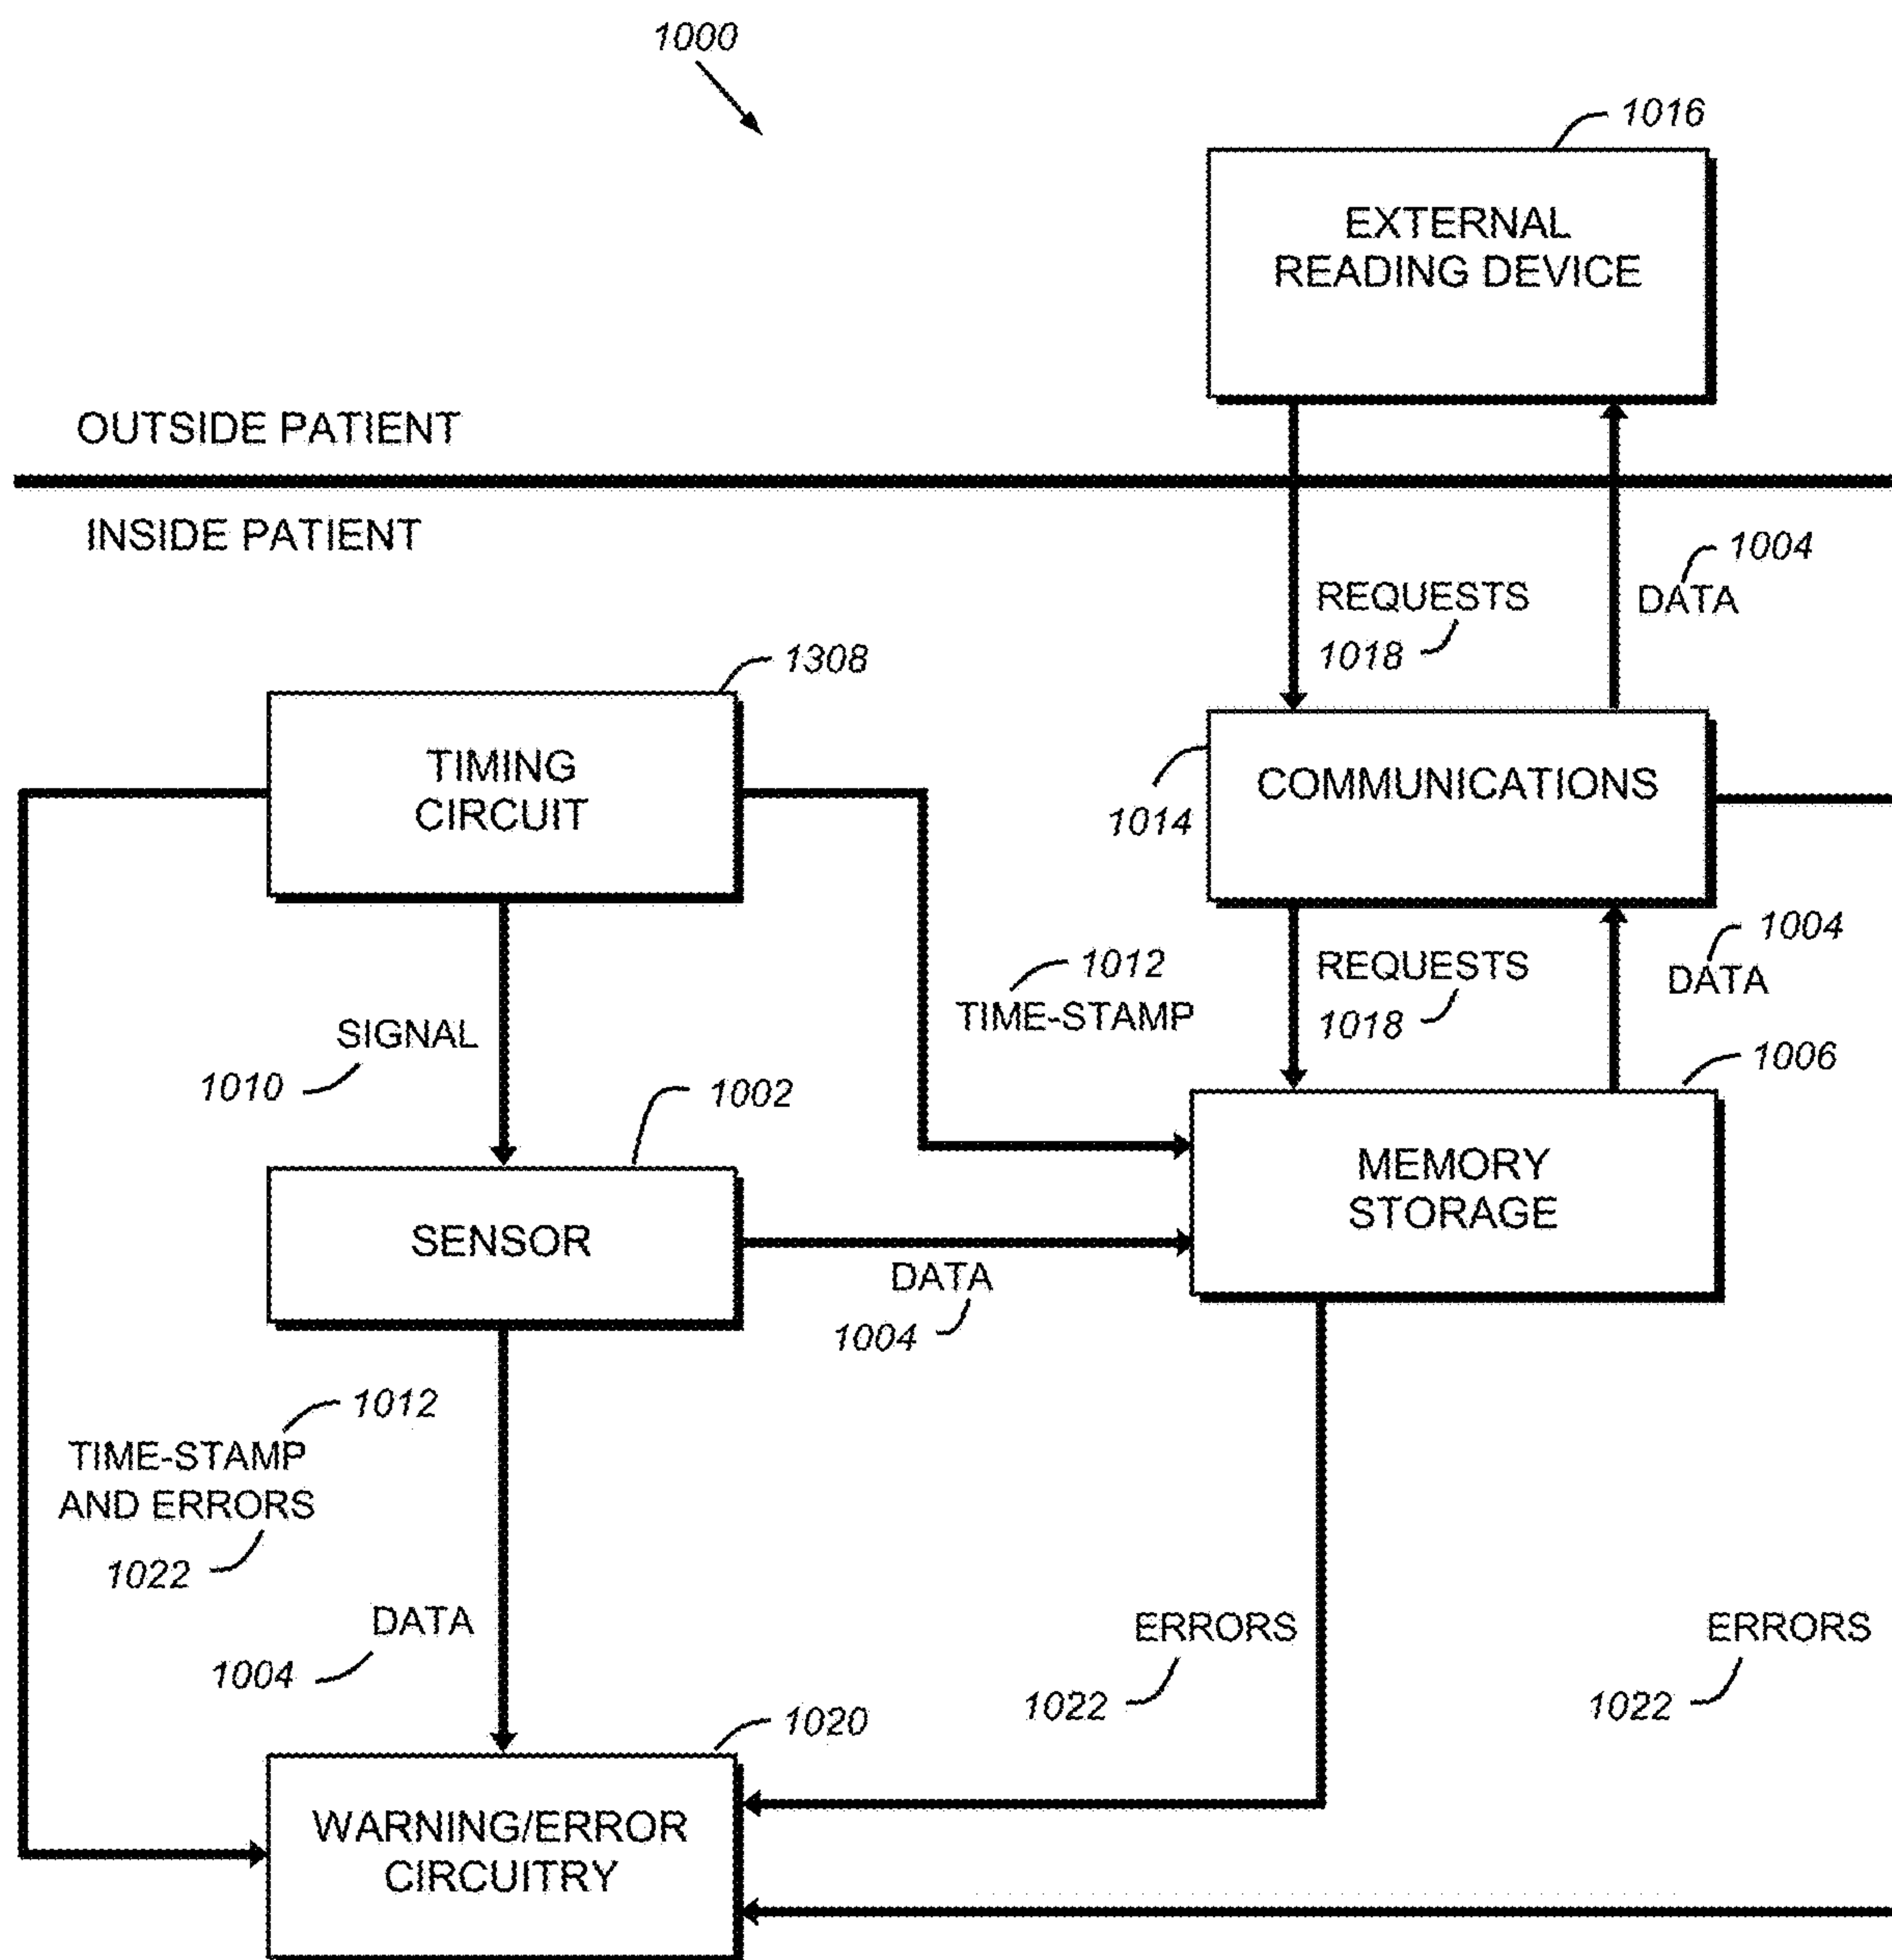 1000
1016
EXTERNAL
READING DEVICE
OUTSIDE PATIENT
INSIDE PATIENT
1004
REQUESTS
DATA
1018
1308
TIMING
CIRCUIT
COMMUNICATIONS
1014
1004
1012
REQUESTS
DATA
TIME-STAMP
1018
SIGNAL
1010
1006
1002
MEMORY
STORAGE
SENSOR
DATA
1004
1012
TIME-STAMP
AND ERRORS
1022
DATA
1004
ERRORS
1022
ERRORS
1022
1020
WARNING/ERROR
CIRCUITRY